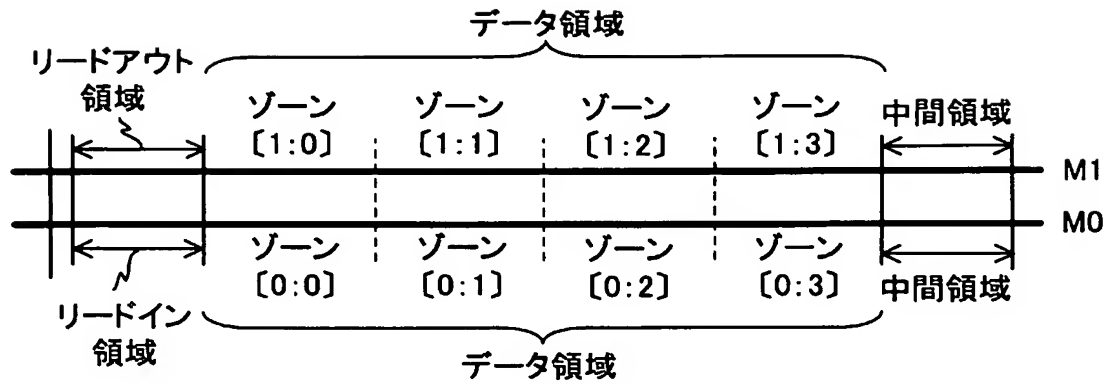 データ領域
リードアウト
領域
ゾーン ゾーン ゾーン ゾーン
〔1:0〕 〔1:1〕 〔1:2〕 〔1:3〕
中間領域
M1
M0
ゾーン ゾーン ゾーン ゾーン
〔0:0〕 〔0:1〕 〔0:2〕 〔0:3〕
中間領域
リードイン
領域
データ領域